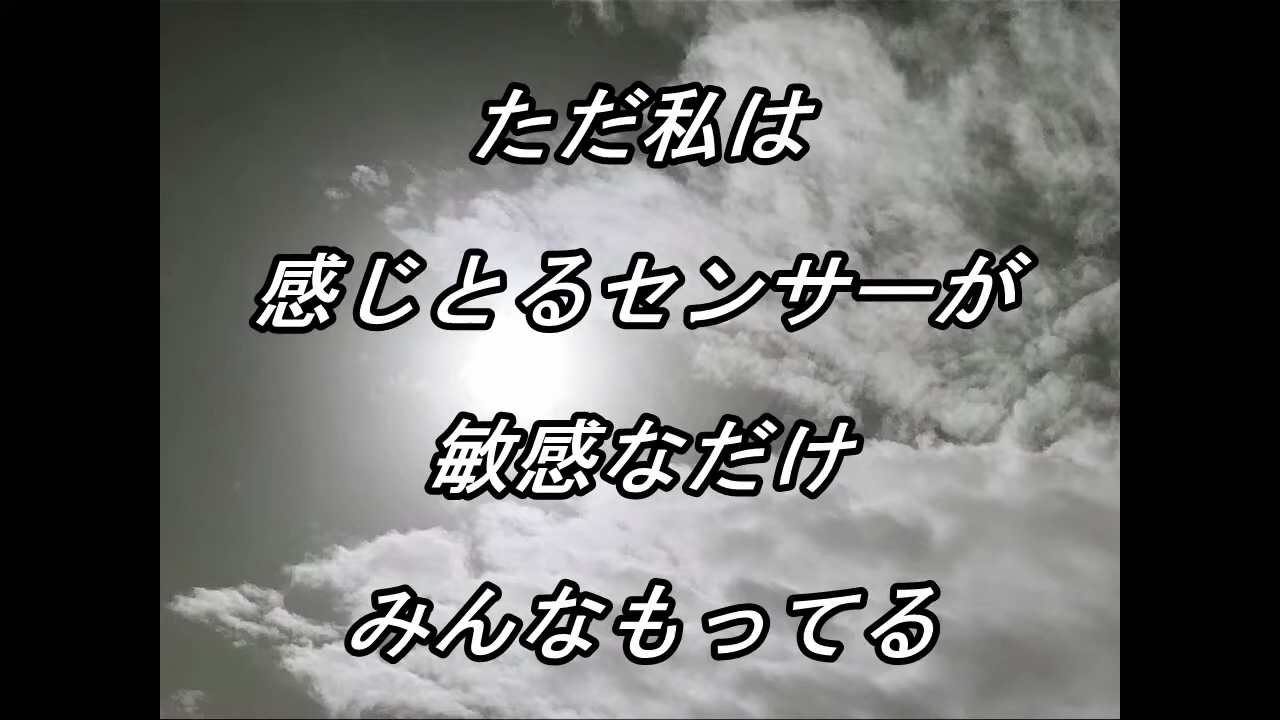 ただ私は
感じとるセンサーが
敏感なだけ
みんなもってる